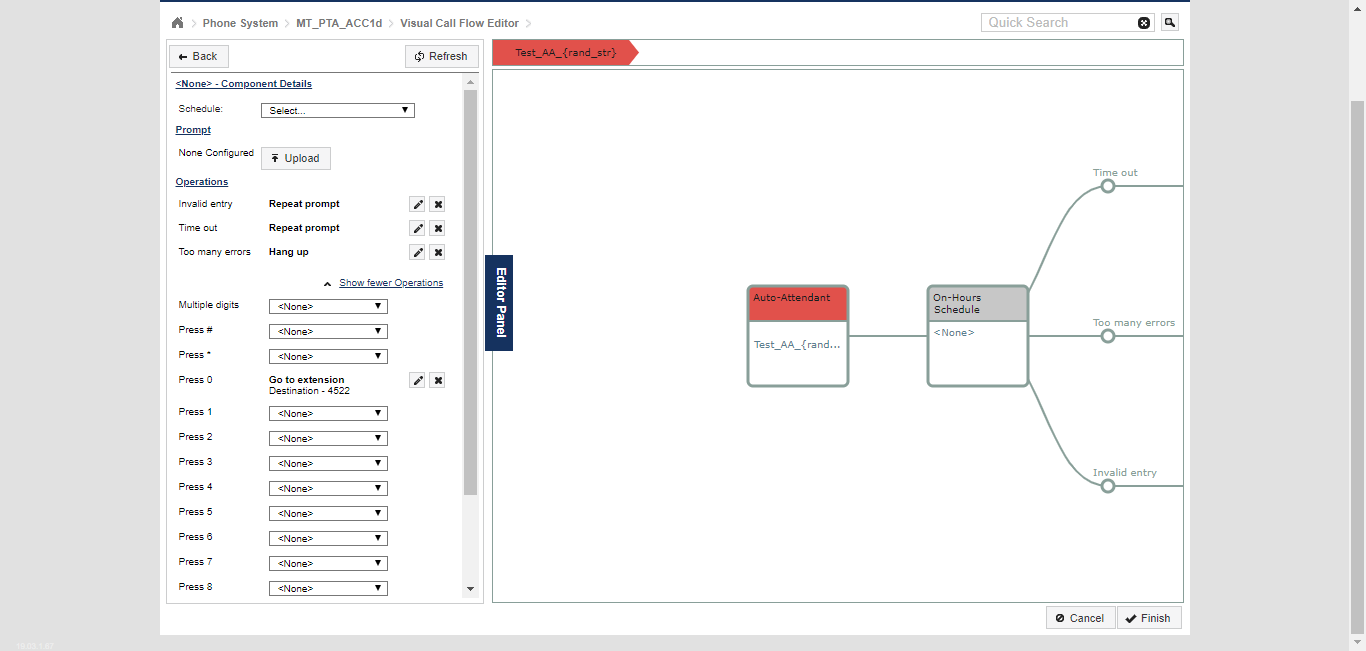 Phone System MT_PTA_ACC1d Visual Call Flow Editor
Quick Search
Back
Refresh
<None> - Component Details
Schedule: Select...
Prompt
None Configured Upload
Operations
Invalid entry Repeat prompt
Time out Repeat prompt
Too many errors Hang up
Show fewer Operations
Multiple digits <None>
Press # <None>
Press * <None>
Press 0 Go to extension
Destination - 4522
Press 1 <None>
Press 2 <None>
Press 3 <None>
Press 4 <None>
Press 5 <None>
Press 6 <None>
Press 7 <None>
Press 8 <None>
Editor Panel
Test_AA_{rand_str}
Auto-Attendant
Test_AA_{rand...
On-Hours
Schedule
<None>
Time out
Too many errors
Invalid entry
Cancel
Finish